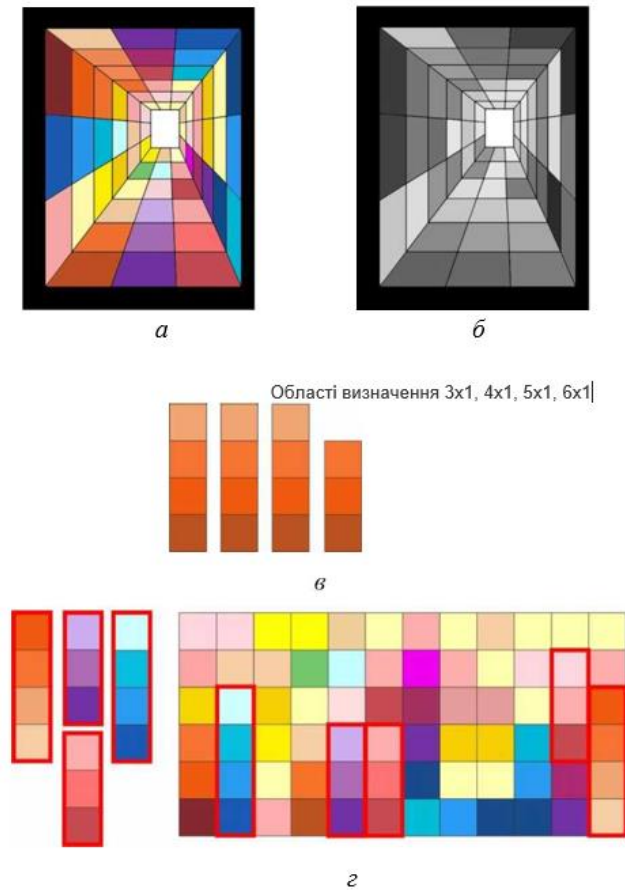 а
б
Області визначення 3x1, 4x1, 5x1, 6x1
в
г